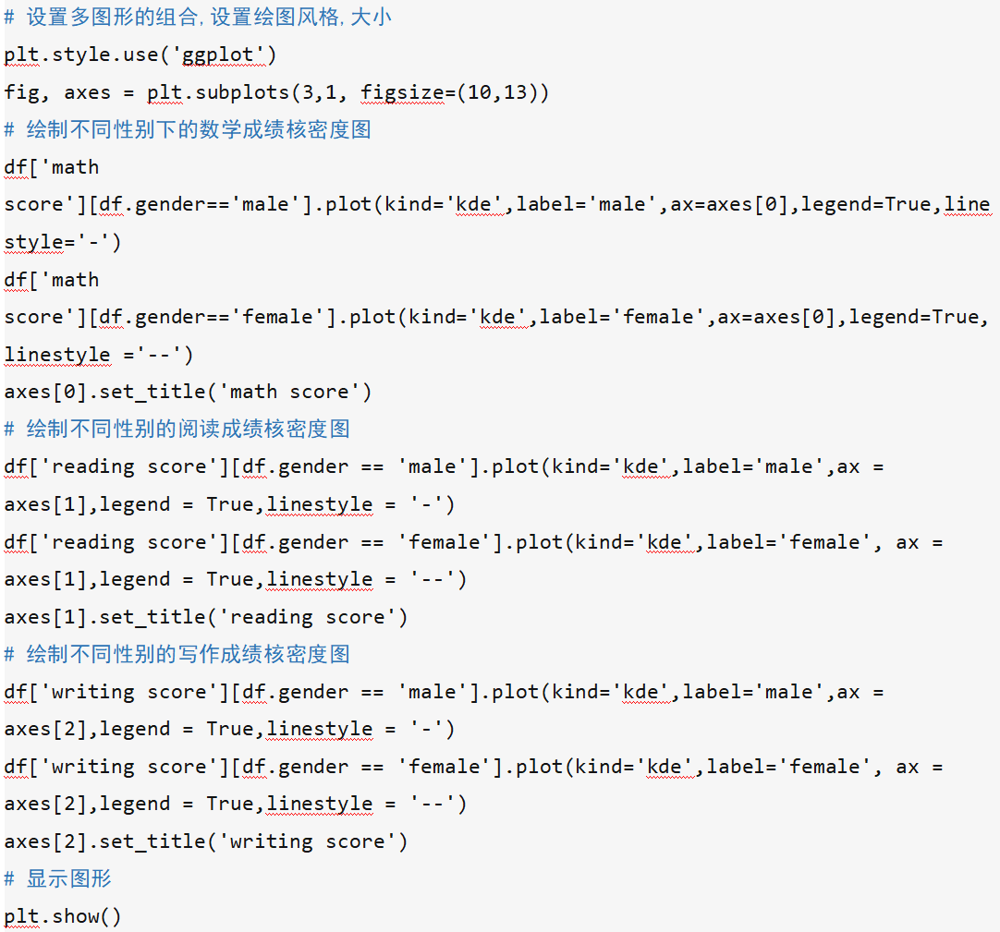 # 设置多图形的组合,设置绘图风格,大小
plt.style.use('ggplot')
fig, axes = plt.subplots(3,1, figsize=(10,13))
# 绘制不同性别下的数学成绩核密度图
df['math
score'][df.gender=='male'].plot(kind='kde',label='male',ax=axes[0],legend=True,line
style='-')
df['math
score'][df.gender=='female'].plot(kind='kde',label='female',ax=axes[0],legend=True,
linestyle ='--')
axes[0].set_title('math score')
# 绘制不同性别的阅读成绩核密度图
df['reading score'][df.gender == 'male'].plot(kind='kde',label='male',ax =
axes[1],legend = True,linestyle = '-')
df['reading score'][df.gender == 'female'].plot(kind='kde',label='female', ax =
axes[1],legend = True,linestyle = '--')
axes[1].set_title('reading score')
# 绘制不同性别的写作成绩核密度图
df['writing score'][df.gender == 'male'].plot(kind='kde',label='male',ax =
axes[2],legend = True,linestyle = '-')
df['writing score'][df.gender == 'female'].plot(kind='kde',label='female', ax =
axes[2],legend = True,linestyle = '--')
axes[2].set_title('writing score')
# 显示图形
plt.show()